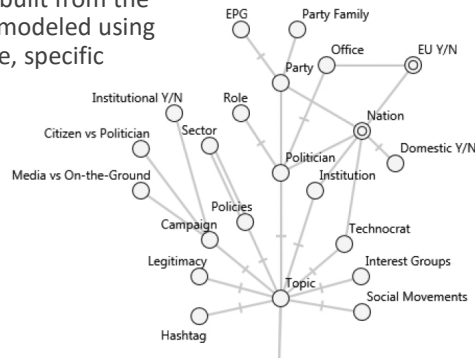 built from the
modeled using
e, specific
EPG
Party Family
Office
EU Y/N
Party
Institutional Y/N
Role
Nation
Citizen vs Politician
Sector
Domestic Y/N
Politician
Media vs On-the-Ground
Institution
Policies
Campaign
Technocrat
Legitimacy
Interest Groups
Topic
Social Movements
Hashtag